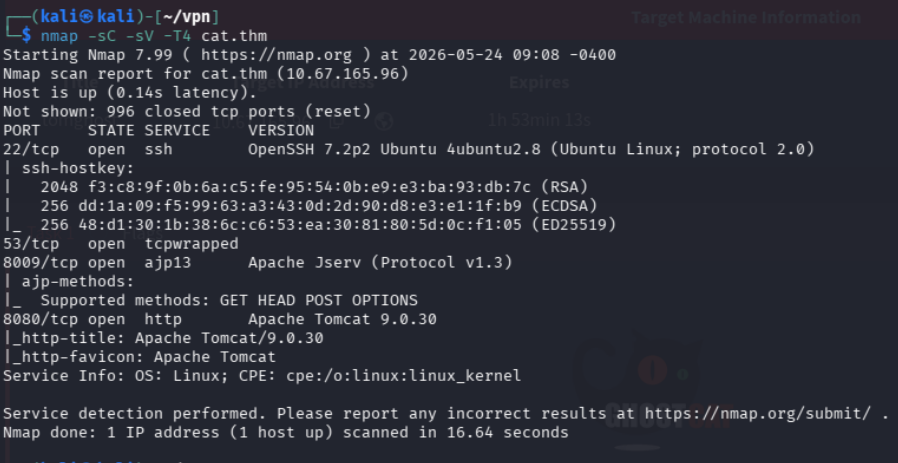 Target Machine Information
┌──(kali㉿kali)-[~/vpn]
└─$ nmap -sC -sV -T4 cat.thm
Starting Nmap 7.99 ( https://nmap.org ) at 2026-05-24 09:08 -0400
Nmap scan report for cat.thm (10.67.165.96)
Host is up (0.14s latency).
Expires
Not shown: 996 closed tcp ports (reset)
1h 53min 13s
PORT     STATE SERVICE     VERSION
22/tcp   open  ssh         OpenSSH 7.2p2 Ubuntu 4ubuntu2.8 (Ubuntu Linux; protocol 2.0)
| ssh-hostkey:
|   2048 f3:c8:9f:0b:6a:c5:fe:95:54:0b:e9:e3:ba:93:db:7c (RSA)
|   256 dd:1a:09:f5:99:63:a3:43:0d:2d:90:d8:e3:e1:1f:b9 (ECDSA)
|_  256 48:d1:30:1b:38:6c:c6:53:ea:30:81:80:5d:0c:f1:05 (ED25519)
53/tcp   open  tcpwrapped
8009/tcp open  ajp13       Apache Jserv (Protocol v1.3)
| ajp-methods:
|_  Supported methods: GET HEAD POST OPTIONS
8080/tcp open  http        Apache Tomcat 9.0.30
|_http-title: Apache Tomcat/9.0.30
|_http-favicon: Apache Tomcat
Service Info: OS: Linux; CPE: cpe:/o:linux:linux_kernel
Service detection performed. Please report any incorrect results at https://nmap.org/submit/ .
Nmap done: 1 IP address (1 host up) scanned in 16.64 seconds